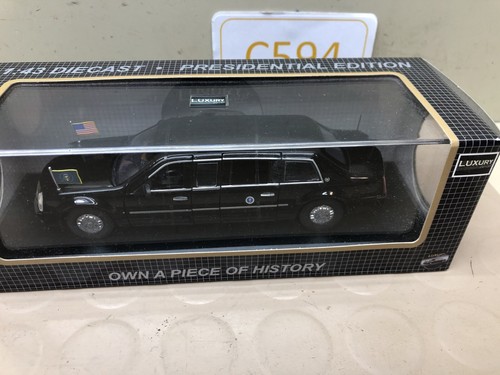 C594
1:43 DIECAST • PRESIDENTIAL EDITION
LUXURY
LUXURY
OWN A PIECE OF HISTORY